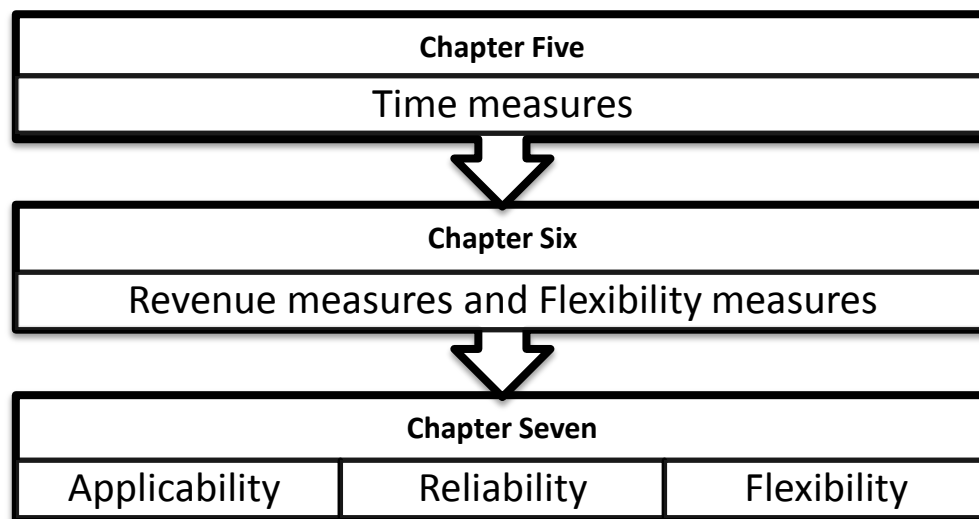 Chapter Five
Time measures
Chapter Six
Revenue measures and Flexibility measures
Chapter Seven
Applicability Reliability Flexibility